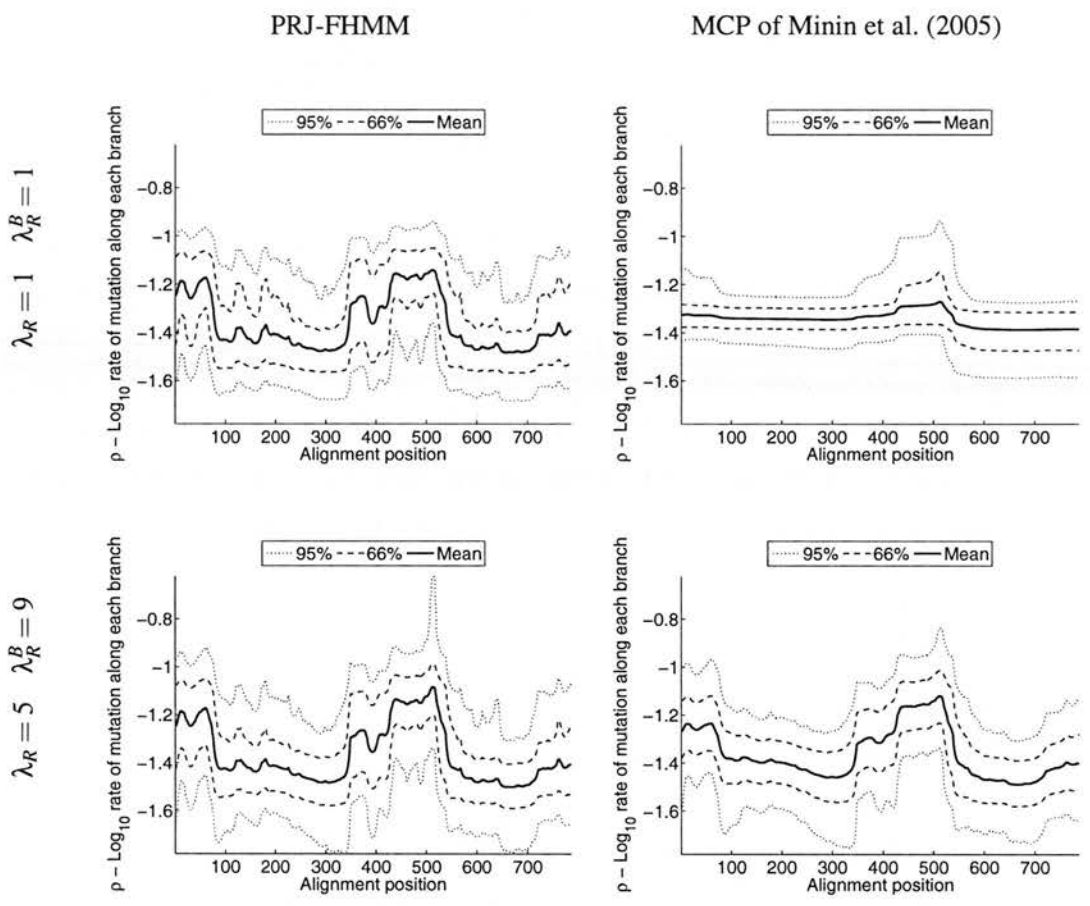 PRJ-FHMM
MCP of Minin et al. (2005)
λ_R = 1 λ_R^B = 1
ρ – Log10 rate of mutation along each branch
95% 66% Mean
−0.8
−1
−1.2
−1.4
−1.6
100 200 300 400 500 600 700
Alignment position
ρ – Log10 rate of mutation along each branch
95% 66% Mean
−0.8
−1
−1.2
−1.4
−1.6
100 200 300 400 500 600 700
Alignment position
λ_R = 5 λ_R^B = 9
ρ – Log10 rate of mutation along each branch
95% 66% Mean
−0.8
−1
−1.2
−1.4
−1.6
100 200 300 400 500 600 700
Alignment position
ρ – Log10 rate of mutation along each branch
95% 66% Mean
−0.8
−1
−1.2
−1.4
−1.6
100 200 300 400 500 600 700
Alignment position